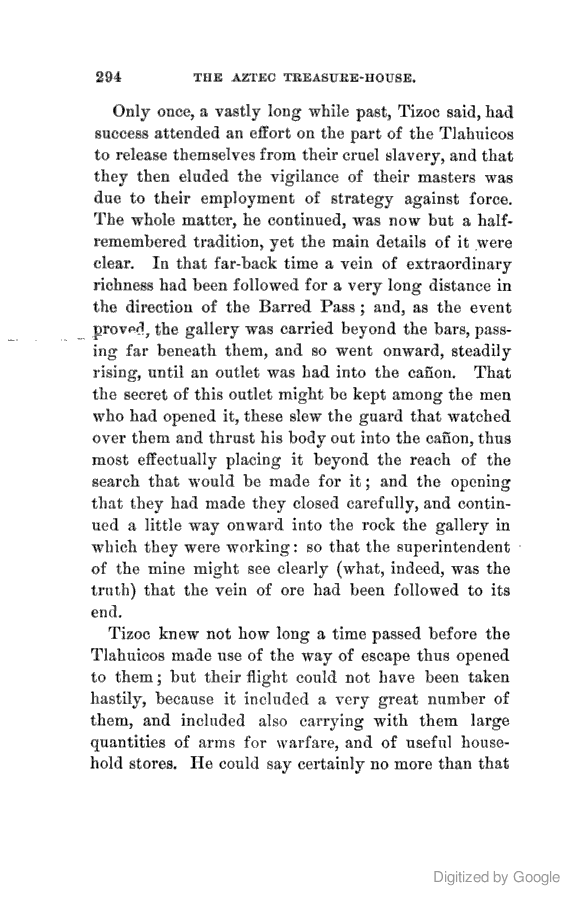 294 THE AZTEC TREASURE-HOUSE.
Only once, a vastly long while past, Tizoc said, had
success attended an effort on the part of the Tlahuicos
to release themselves from their cruel slavery, and that
they then eluded the vigilance of their masters was
due to their employment of strategy against force.
The whole matter, he continued, was now but a half-
remembered tradition, yet the main details of it were
clear. In that far-back time a vein of extraordinary
richness had been followed for a very long distance in
the direction of the Barred Pass ; and, as the event
proved, the gallery was carried beyond the bars, pass-
ing far beneath them, and so went onward, steadily
rising, until an outlet was had into the cañon. That
the secret of this outlet might be kept among the men
who had opened it, these slew the guard that watched
over them and thrust his body out into the cañon, thus
most effectually placing it beyond the reach of the
search that would be made for it ; and the opening
that they had made they closed carefully, and contin-
ued a little way onward into the rock the gallery in
which they were working : so that the superintendent
of the mine might see clearly (what, indeed, was the
truth) that the vein of ore had been followed to its
end.
Tizoc knew not how long a time passed before the
Tlahuicos made use of the way of escape thus opened
to them ; but their flight could not have been taken
hastily, because it included a very great number of
them, and included also carrying with them large
quantities of arms for warfare, and of useful house-
hold stores. He could say certainly no more than that
Digitized by Google